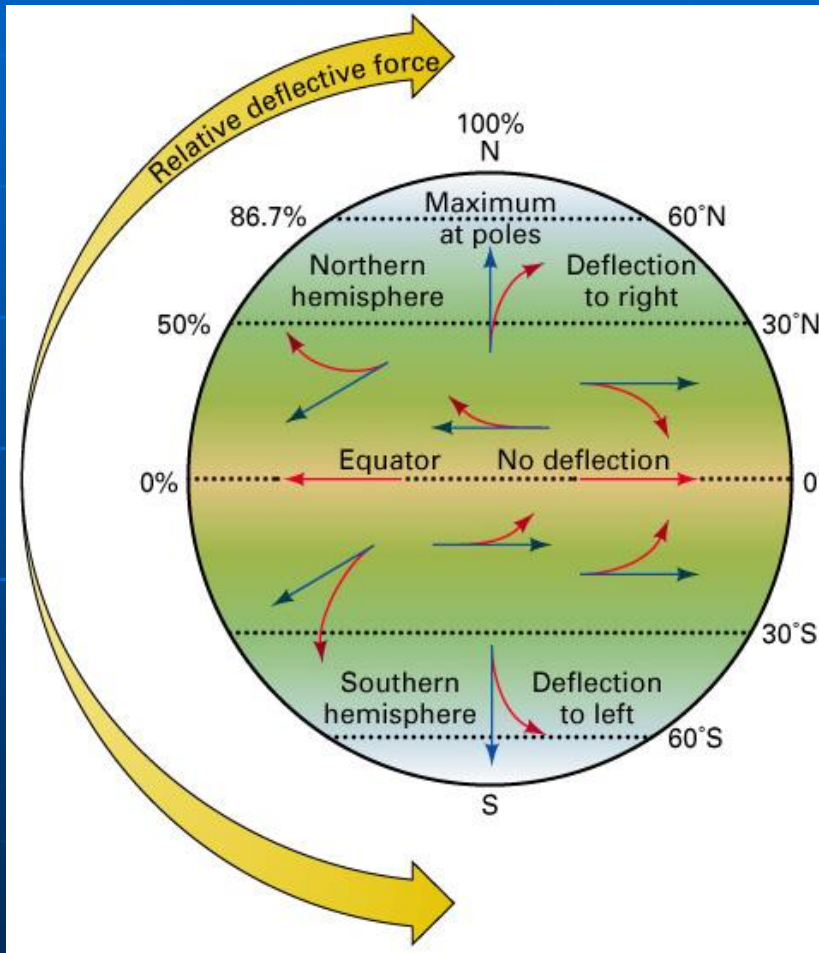 Relative deflective force
100%
N
86.7%
Maximum
at poles
60°N
Northern
hemisphere
Deflection
to right
50%
30°N
0%
Equator
No deflection
0
30°S
Southern
hemisphere
Deflection
to left
60°S
S